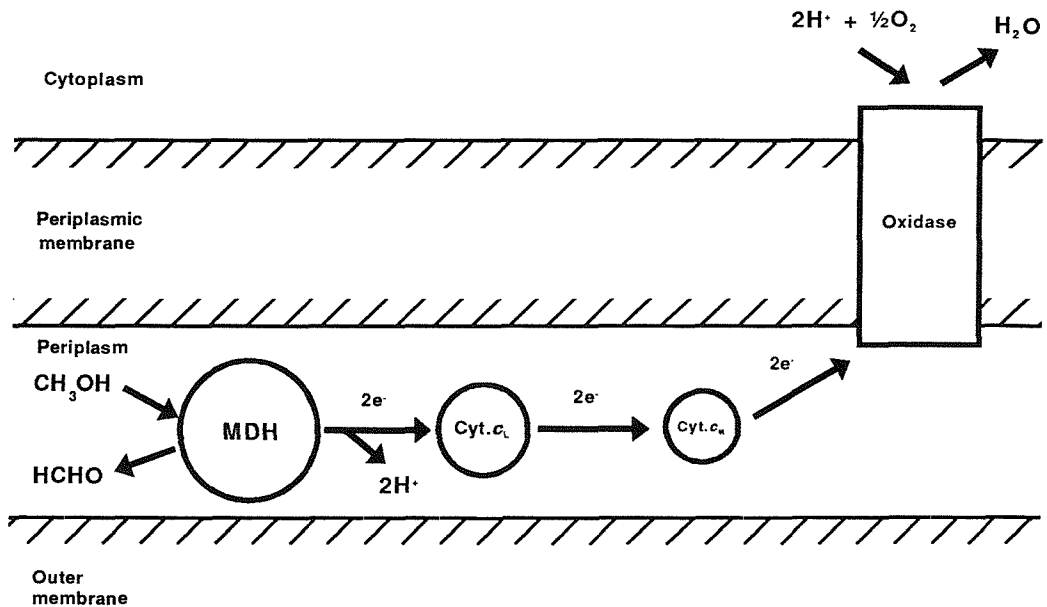 2H⁺ + ½O₂
H₂O
Cytoplasm
Periplasmic
membrane
Oxidase
Periplasm
CH₃OH
MDH
2e⁻
2H⁺
Cyt.c_L
2e⁻
Cyt.c_H
2e⁻
HCHO
Outer
membrane